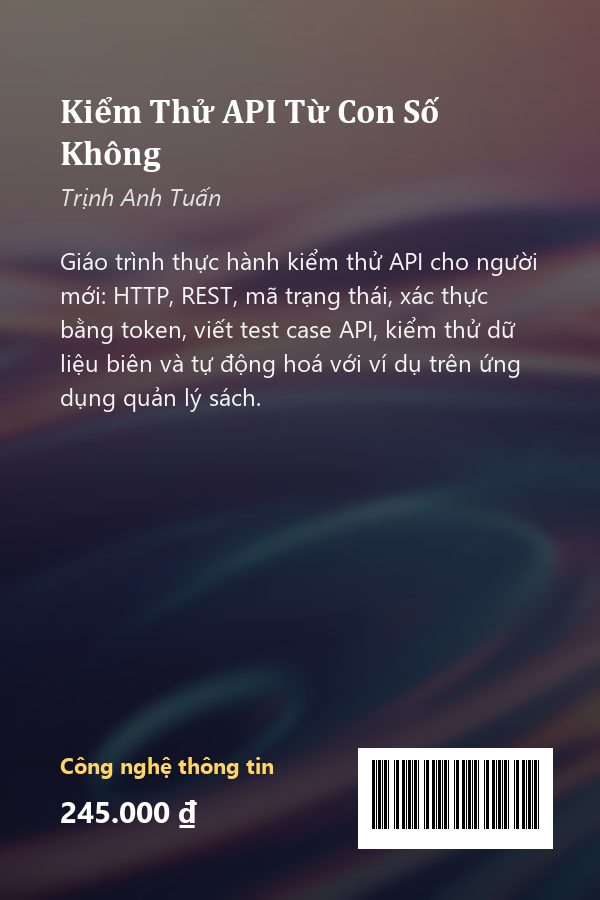 Kiểm Thử API Từ Con Số
Không
Trịnh Anh Tuấn
Giáo trình thực hành kiểm thử API cho người
mới: HTTP, REST, mã trạng thái, xác thực
bằng token, viết test case API, kiểm thử dữ
liệu biên và tự động hoá với ví dụ trên ứng
dụng quản lý sách.
Công nghệ thông tin
245.000 ₫